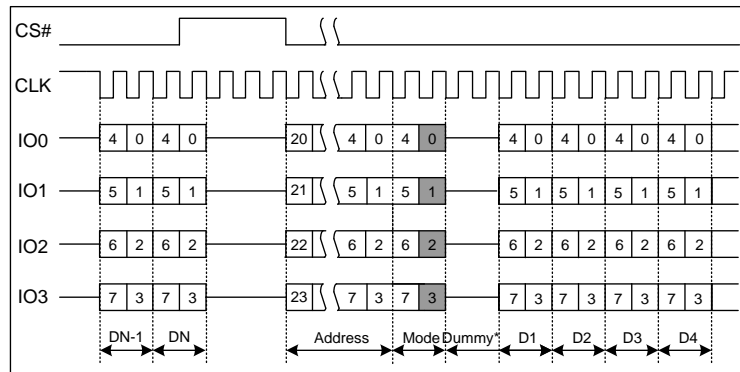 CS#
CLK
IO0 4 0 4 0 20 4 0 4 0 4 0 4 0 4 0 4 0
IO1 5 1 5 1 21 5 1 5 1 5 1 5 1 5 1 5 1
IO2 6 2 6 2 22 6 2 6 2 6 2 6 2 6 2 6 2
IO3 7 3 7 3 23 7 3 7 3 7 3 7 3 7 3 7 3
DN-1 DN Address Mode Dummy* D1 D2 D3 D4